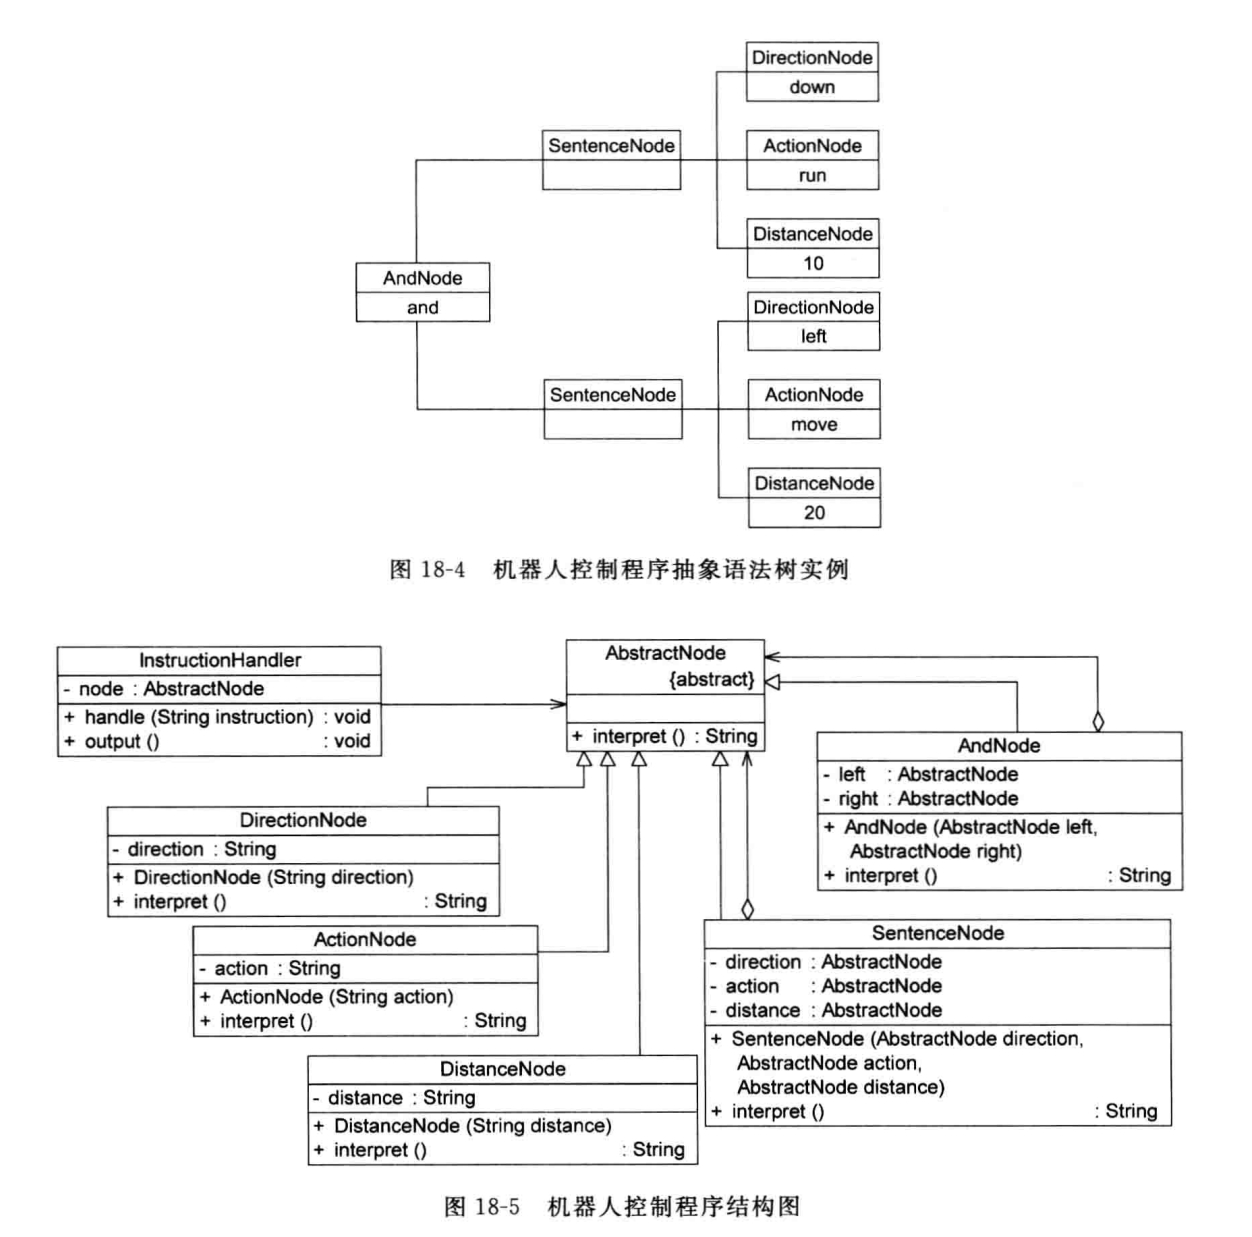 DirectionNode
down
SentenceNode
ActionNode
run
DistanceNode
10
AndNode
and
DirectionNode
left
SentenceNode
ActionNode
move
DistanceNode
20
图 18-4 机器人控制程序抽象语法树实例
InstructionHandler
- node : AbstractNode
+ handle (String instruction) : void
+ output () : void
AbstractNode
{abstract}
+ interpret () : String
AndNode
- left : AbstractNode
- right : AbstractNode
+ AndNode (AbstractNode left,
AbstractNode right)
+ interpret () : String
DirectionNode
- direction : String
+ DirectionNode (String direction)
+ interpret () : String
ActionNode
- action : String
+ ActionNode (String action)
+ interpret () : String
SentenceNode
- direction : AbstractNode
- action : AbstractNode
- distance : AbstractNode
+ SentenceNode (AbstractNode direction,
AbstractNode action,
AbstractNode distance)
+ interpret () : String
DistanceNode
- distance : String
+ DistanceNode (String distance)
+ interpret () : String
图 18-5 机器人控制程序结构图